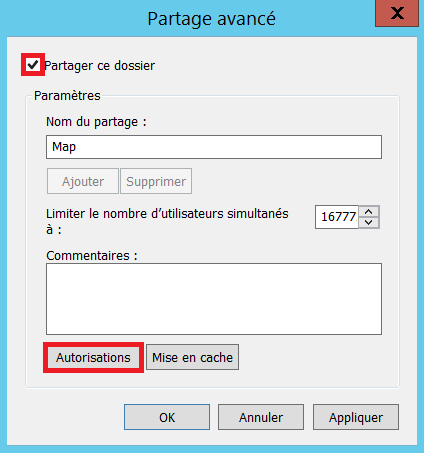 Partage avancé
X
Partager ce dossier
Paramètres
Nom du partage :
Map
Ajouter Supprimer
Limiter le nombre d’utilisateurs simultanés
à :
16777
Commentaires :
Autorisations Mise en cache
OK Annuler Appliquer